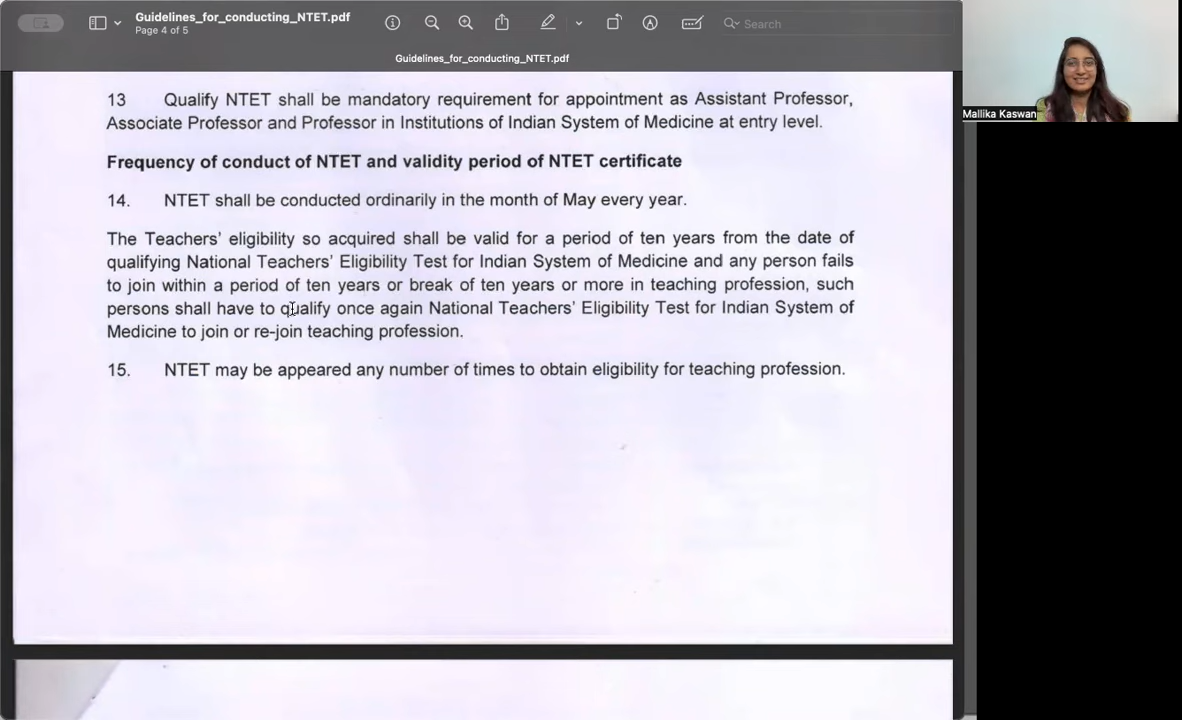 Guidelines_for_conducting_NTET.pdf
Page 4 of 5
Search
Guidelines_for_conducting_NTET.pdf
Mallika Kaswan
13 Qualify NTET shall be mandatory requirement for appointment as Assistant Professor,
Associate Professor and Professor in Institutions of Indian System of Medicine at entry level.
Frequency of conduct of NTET and validity period of NTET certificate
14. NTET shall be conducted ordinarily in the month of May every year.
The Teachers' eligibility so acquired shall be valid for a period of ten years from the date of
qualifying National Teachers' Eligibility Test for Indian System of Medicine and any person fails
to join within a period of ten years or break of ten years or more in teaching profession, such
persons shall have to qualify once again National Teachers' Eligibility Test for Indian System of
Medicine to join or re-join teaching profession.
15. NTET may be appeared any number of times to obtain eligibility for teaching profession.